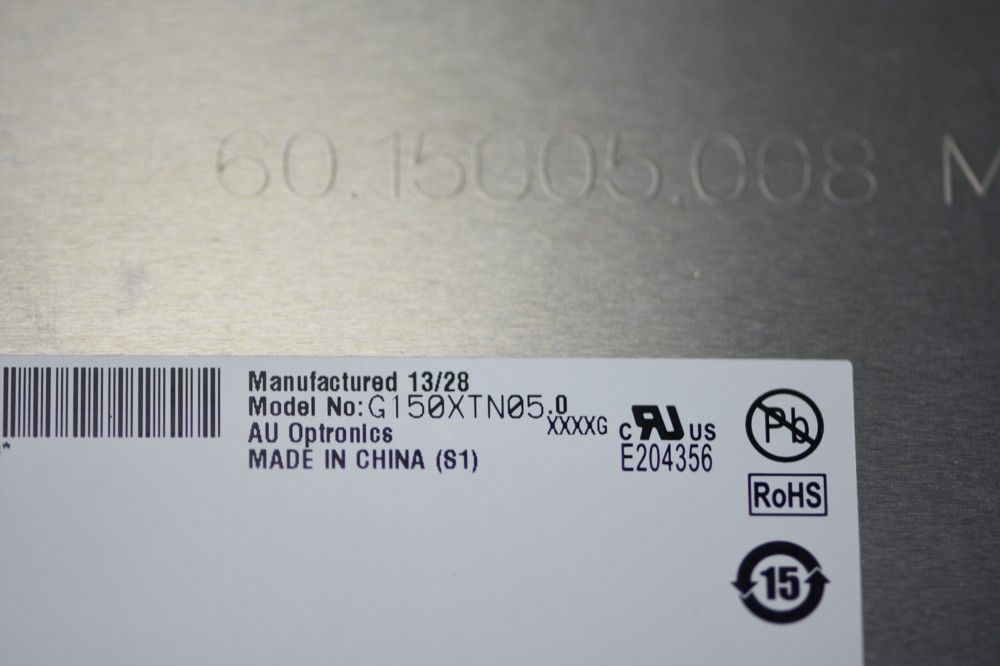 60.15G05.008 M
Manufactured 13/28
Model No: G150XTN05.0
XXXXG
AU Optronics
MADE IN CHINA (S1)
*
c RU US
E204356
Pb
RoHS
15